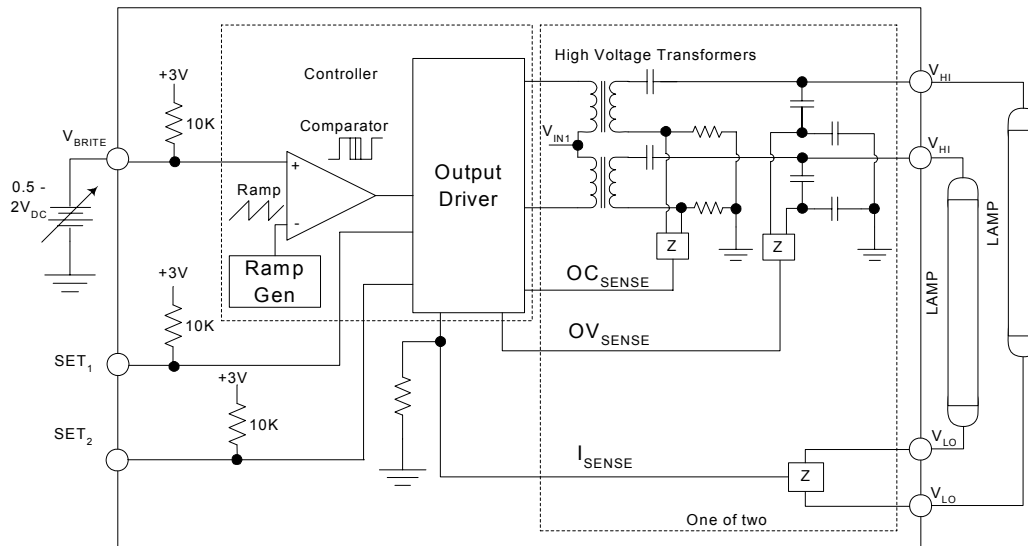 High Voltage Transformers
+3V
Controller
V_HI
10K
Comparator
V_BRITE
V_IN1
V_HI
+
Output
Driver
0.5 -
2V_DC
Ramp
-
Z
Z
LAMP
LAMP
Ramp
Gen
+3V
OC_SENSE
10K
OV_SENSE
SET_1
+3V
10K
SET_2
V_LO
I_SENSE
Z
V_LO
One of two